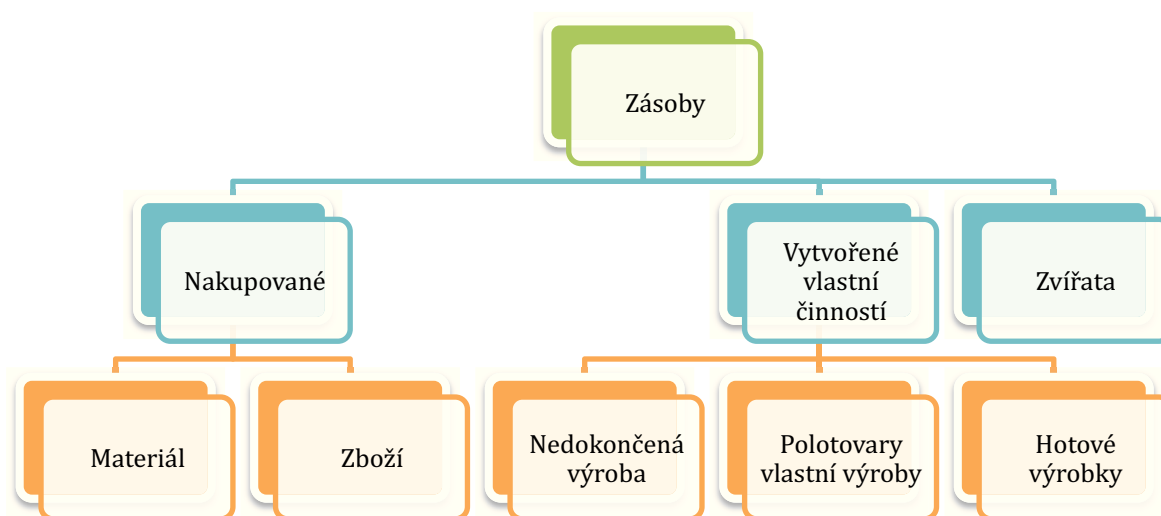 Zásoby
Nakupované
Vytvořené
vlastní
činností
Zvířata
Materiál
Zboží
Nedokončená
výroba
Polotovary
vlastní výroby
Hotové
výrobky